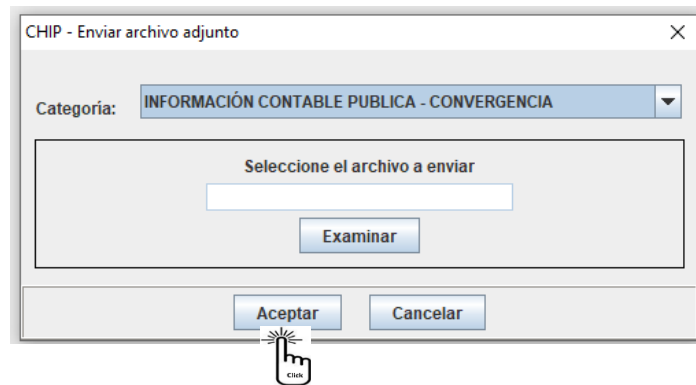 CHIP - Enviar archivo adjunto
Categoría: INFORMACIÓN CONTABLE PUBLICA - CONVERGENCIA
Seleccione el archivo a enviar
Examinar
Aceptar Cancelar
Click